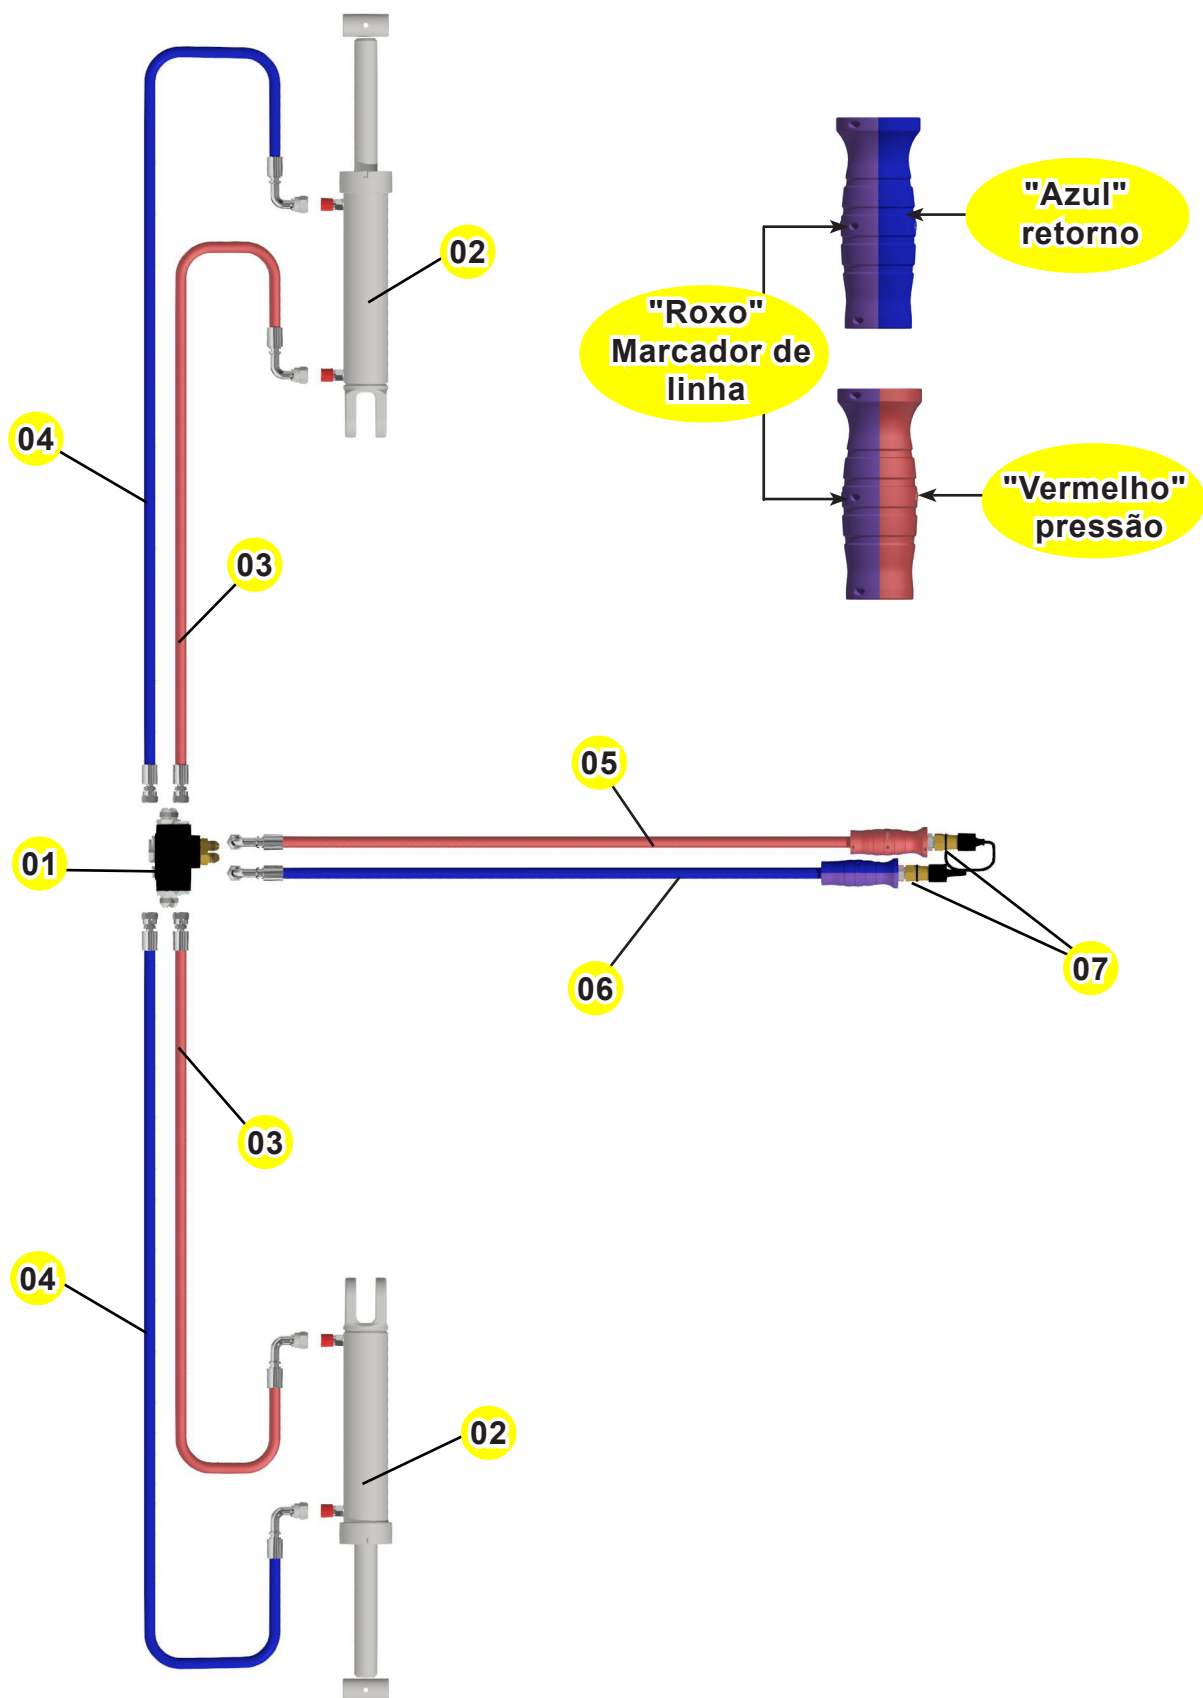 "Azul"
retorno
02
"Roxo"
Marcador de
linha
04
"Vermelho"
pressão
03
05
01
07
06
03
04
02